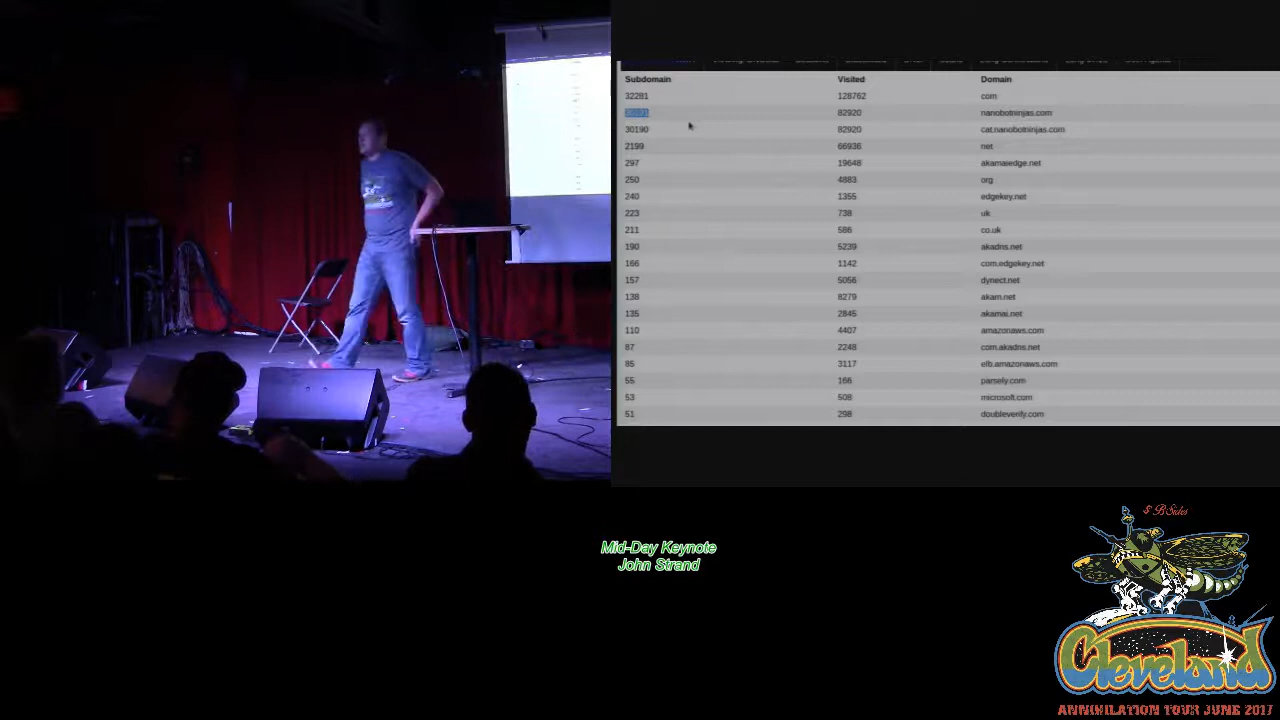 Subdomain Visited Domain
32281 128762 com
82920 nanobotninjas.com
30190 82920 cat.nanobotninjas.com
2199 66936 net
297 19648 akamaiedge.net
250 4883 org
240 1355 edgekey.net
223 738 uk
211 586 co.uk
190 5239 akadns.net
166 1142 com.edgekey.net
157 5056 dynect.net
138 8279 akam.net
135 2845 akamai.net
110 4407 amazonaws.com
87 2248 com.akadns.net
85 3117 elb.amazonaws.com
55 166 parsely.com
53 508 microsoft.com
51 298 doubleverify.com
Mid-Day Keynote
John Strand
BSides
Cleveland
ANNIHILATION TOUR JUNE 2017